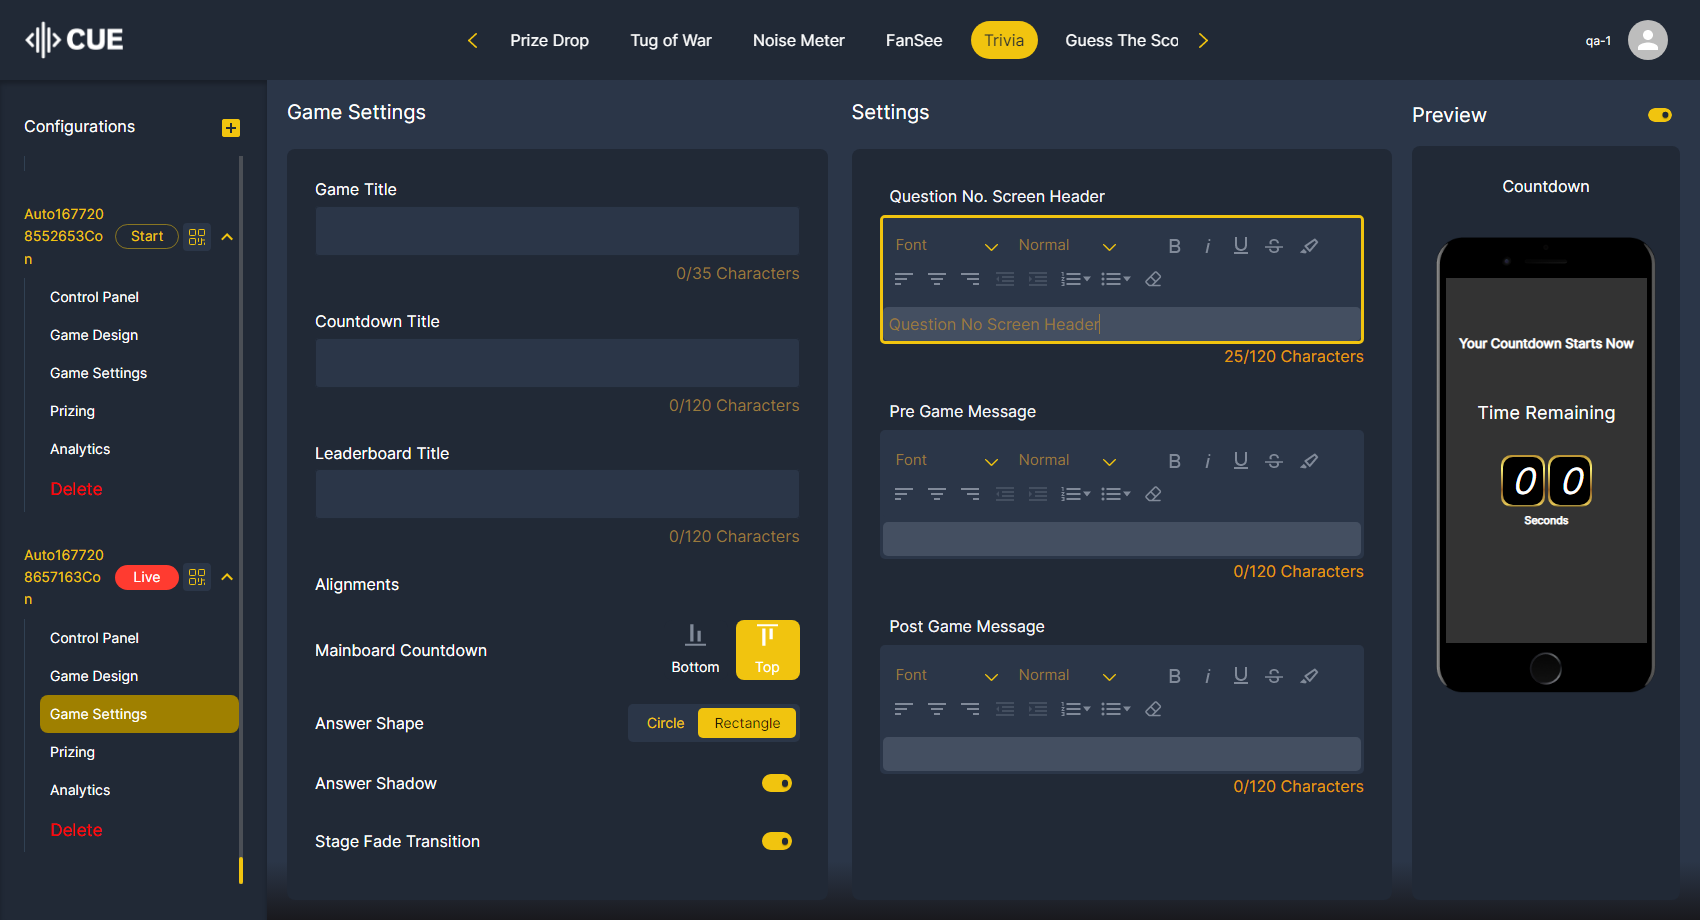 CUE
Prize Drop
Tug of War
Noise Meter
FanSee
Trivia
Guess The Sco
qa-1
Configurations
Auto167720
8552653Co
n
Start
Control Panel
Game Design
Game Settings
Prizing
Analytics
Delete
Auto167720
8657163Co
n
Live
Control Panel
Game Design
Game Settings
Prizing
Analytics
Delete
Game Settings
Game Title
0/35 Characters
Countdown Title
0/120 Characters
Leaderboard Title
0/120 Characters
Alignments
Mainboard Countdown
Bottom
Top
Answer Shape
Circle
Rectangle
Answer Shadow
Stage Fade Transition
Settings
Question No. Screen Header
Font
Normal
B i U S
Question No Screen Header
25/120 Characters
Pre Game Message
Font
Normal
B i U S
0/120 Characters
Post Game Message
Font
Normal
B i U S
0/120 Characters
Preview
Countdown
Your Countdown Starts Now
Time Remaining
0 0
Seconds